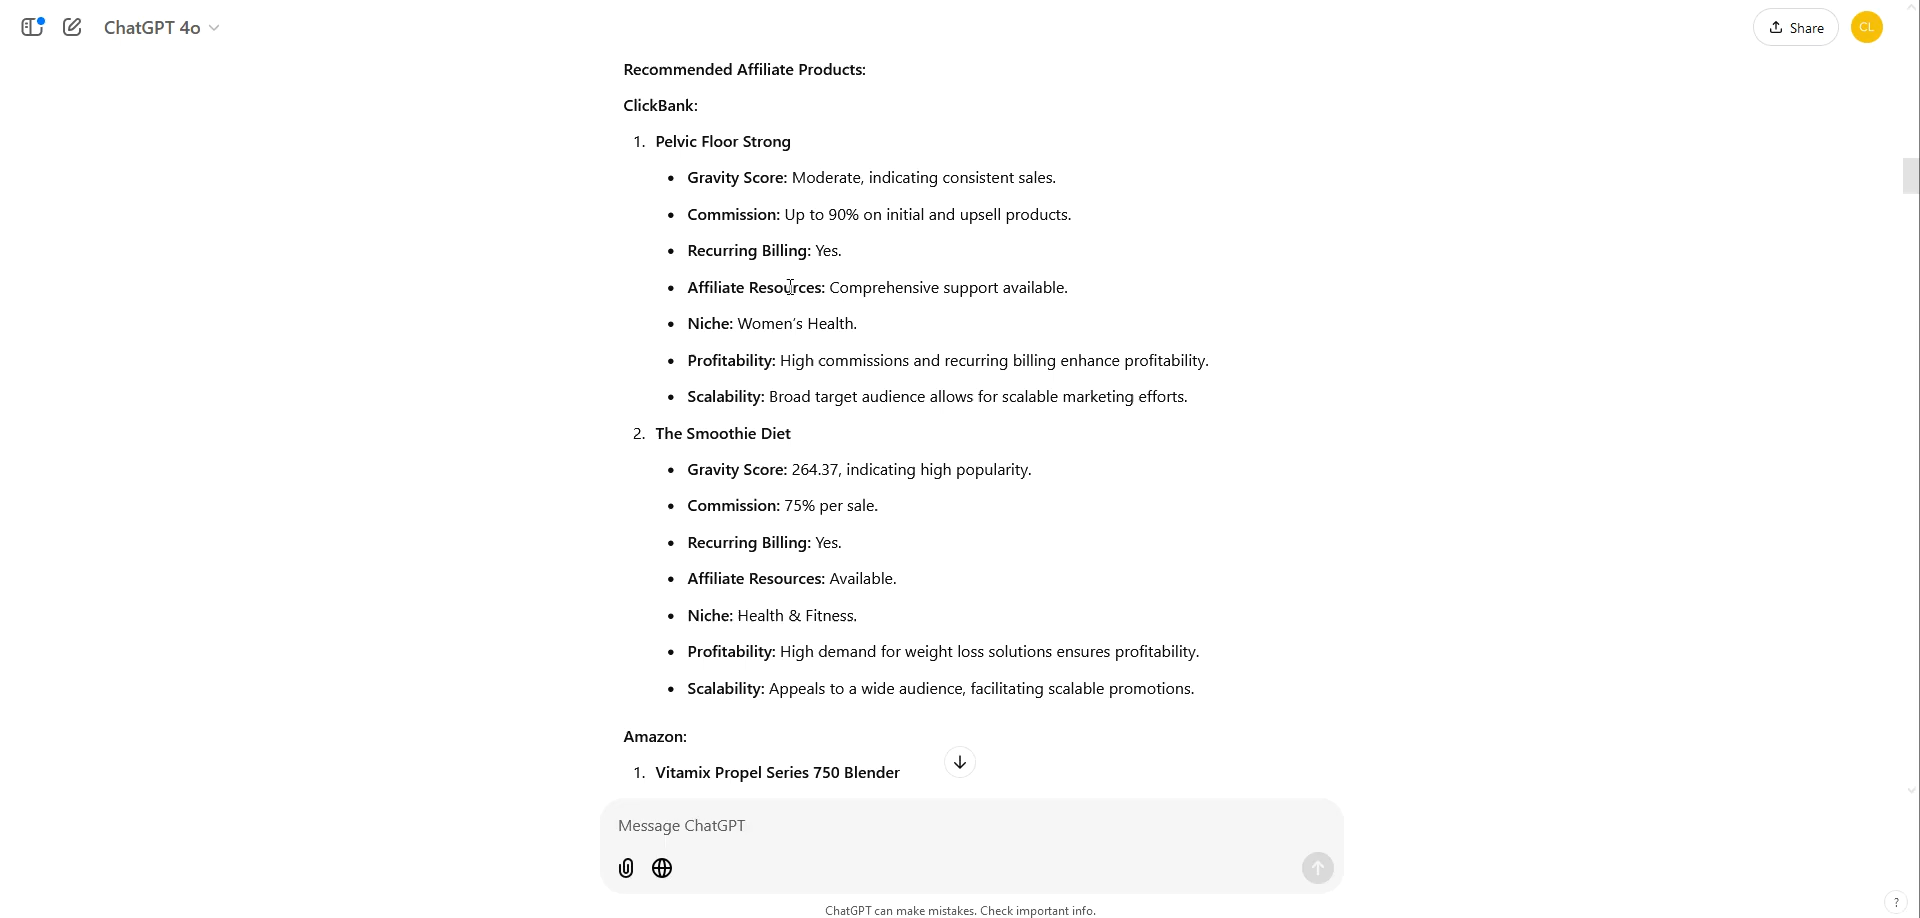 ChatGPT 4o
Share
CL
Recommended Affiliate Products:
ClickBank:
1. Pelvic Floor Strong
• Gravity Score: Moderate, indicating consistent sales.
• Commission: Up to 90% on initial and upsell products.
• Recurring Billing: Yes.
• Affiliate Resources: Comprehensive support available.
• Niche: Women's Health.
• Profitability: High commissions and recurring billing enhance profitability.
• Scalability: Broad target audience allows for scalable marketing efforts.
2. The Smoothie Diet
• Gravity Score: 264.37, indicating high popularity.
• Commission: 75% per sale.
• Recurring Billing: Yes.
• Affiliate Resources: Available.
• Niche: Health & Fitness.
• Profitability: High demand for weight loss solutions ensures profitability.
• Scalability: Appeals to a wide audience, facilitating scalable promotions.
Amazon:
1. Vitamix Propel Series 750 Blender
Message ChatGPT
ChatGPT can make mistakes. Check important info.
?